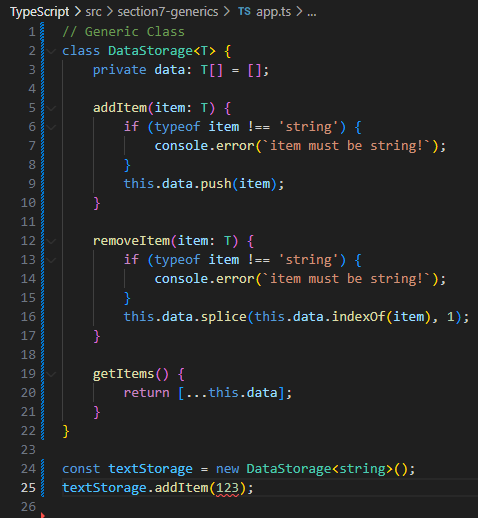 TypeScript > src > section7-generics > TS app.ts > ...
1 // Generic Class
2 class DataStorage<T> {
3     private data: T[] = [];
4
5     addItem(item: T) {
6         if (typeof item !== 'string') {
7             console.error(`item must be string!`);
8         }
9         this.data.push(item);
10     }
11
12     removeItem(item: T) {
13         if (typeof item !== 'string') {
14             console.error(`item must be string!`);
15         }
16         this.data.splice(this.data.indexOf(item), 1);
17     }
18
19     getItems() {
20         return [...this.data];
21     }
22 }
23
24 const textStorage = new DataStorage<string>();
25 textStorage.addItem(123);
26